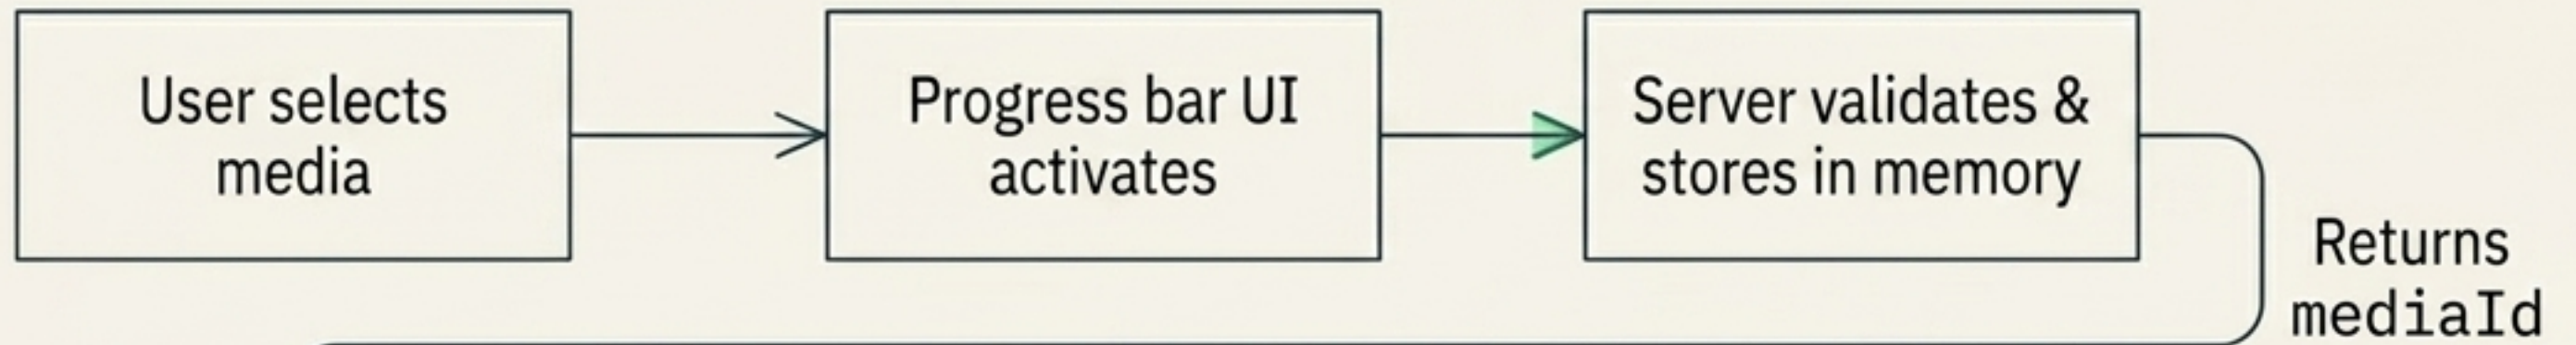 User selects
media
Progress bar UI
activates
Server validates &
stores in memory
Returns
mediaId